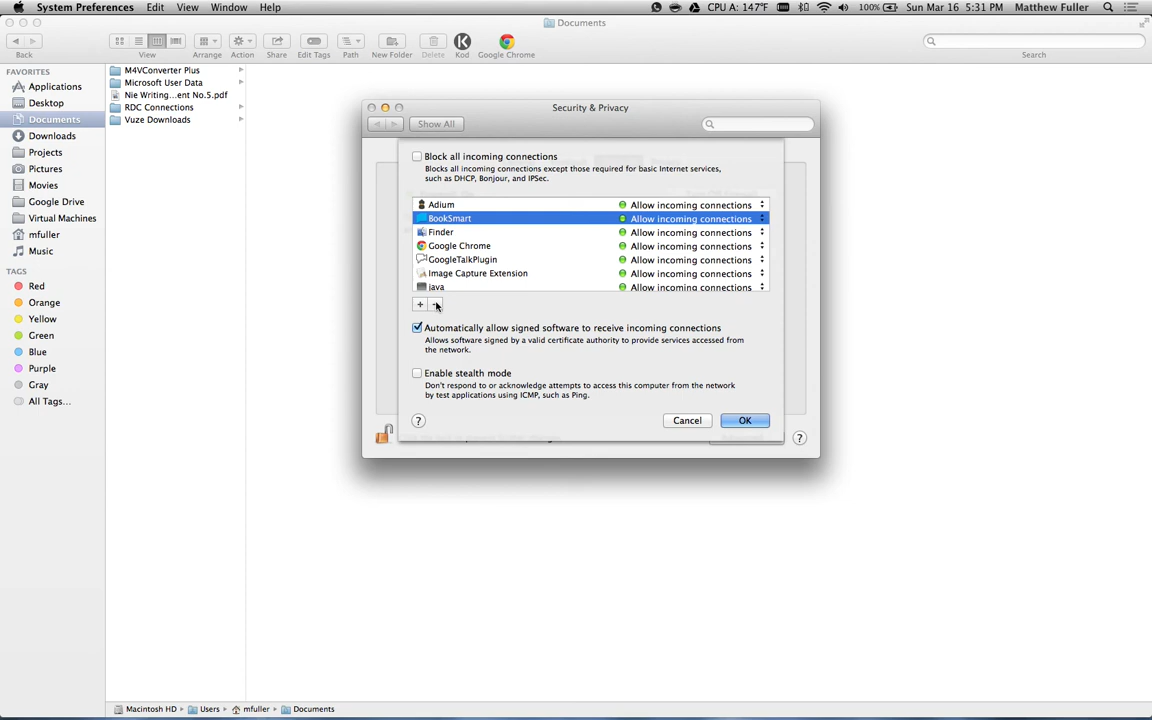 System Preferences Edit View Window Help CPU A: 147°F 100% Sun Mar 16 5:31 PM Matthew Fuller
Documents
Back View Arrange Action Share Edit Tags Path New Folder Delete Kod Google Chrome Search
FAVORITES
Applications
Desktop
Documents
Downloads
Projects
Pictures
Movies
Google Drive
Virtual Machines
mfuller
Music
TAGS
Red
Orange
Yellow
Green
Blue
Purple
Gray
All Tags...
M4VConverter Plus
Microsoft User Data
Nie Writing...ent No.5.pdf
RDC Connections
Vuze Downloads
Security & Privacy
Show All
Block all incoming connections
Blocks all incoming connections except those required for basic Internet services,
such as DHCP, Bonjour, and IPSec.
Adium Allow incoming connections
BookSmart Allow incoming connections
Finder Allow incoming connections
Google Chrome Allow incoming connections
GoogleTalkPlugin Allow incoming connections
Image Capture Extension Allow incoming connections
java Allow incoming connections
+
Automatically allow signed software to receive incoming connections
Allows software signed by a valid certificate authority to provide services accessed from
the network.
Enable stealth mode
Don't respond to or acknowledge attempts to access this computer from the network
by test applications using ICMP, such as Ping.
? Cancel OK
?
Macintosh HD Users mfuller Documents